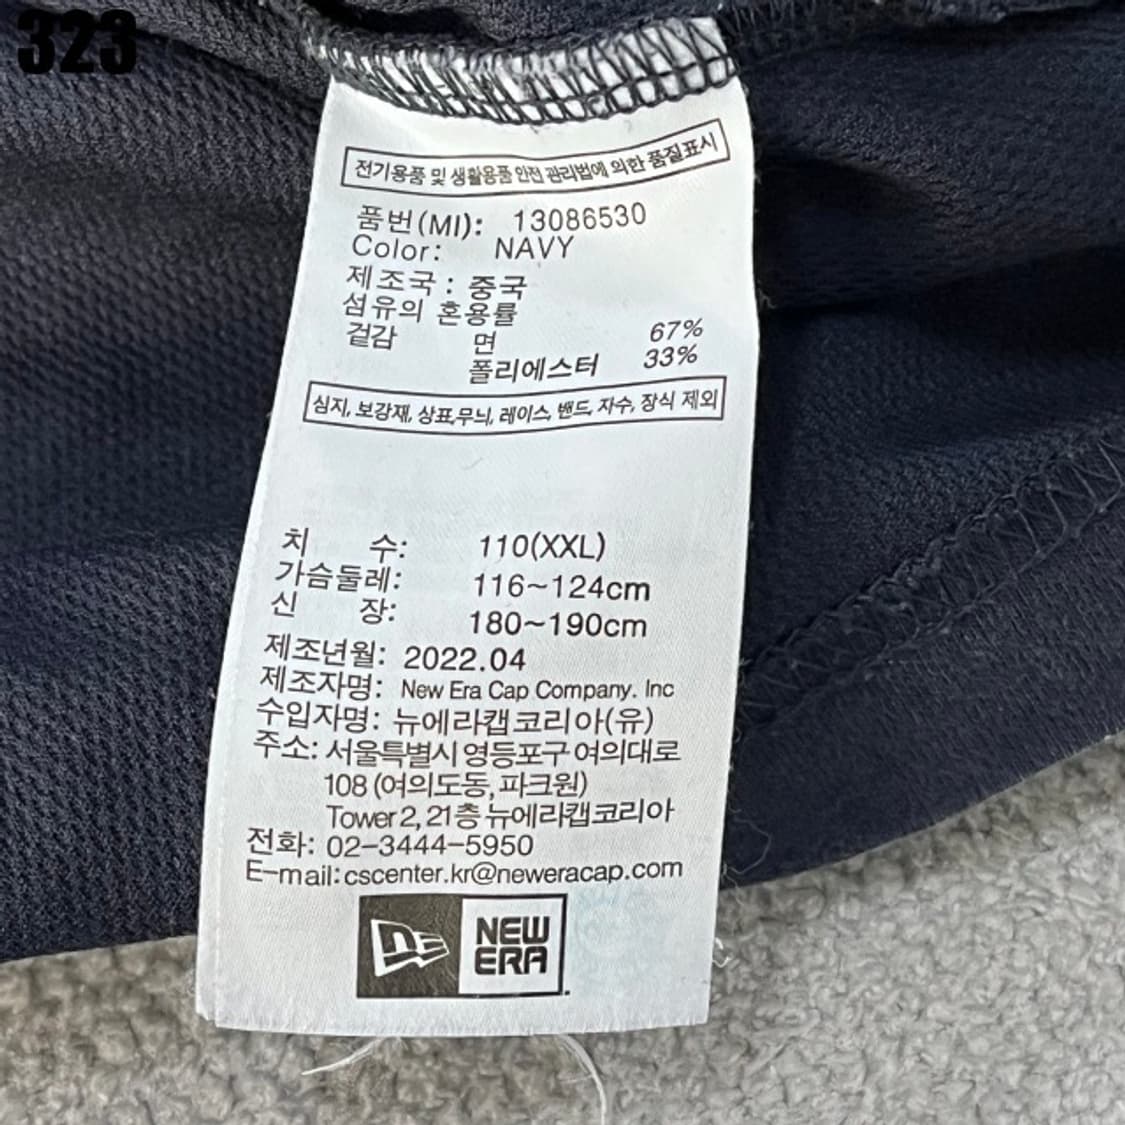 323
전기용품 및 생활용품 안전 관리법에 의한 품질표시
품번(MI): 13086530
Color: NAVY
제조국 : 중국
섬유의 혼용률
겉감 면 67%
폴리에스터 33%
심지, 보강재, 상표,무늬, 레이스, 밴드, 자수, 장식 제외
치 수: 110(XXL)
가슴둘레: 116~124cm
신 장: 180~190cm
제조년월: 2022.04
제조자명: New Era Cap Company. Inc
수입자명: 뉴에라캡코리아(유)
주소: 서울특별시 영등포구 여의대로
108 (여의도동, 파크원)
Tower 2, 21층 뉴에라캡코리아
전화: 02-3444-5950
E-mail: cscenter.kr@neweracap.com
NE NEW
ERA